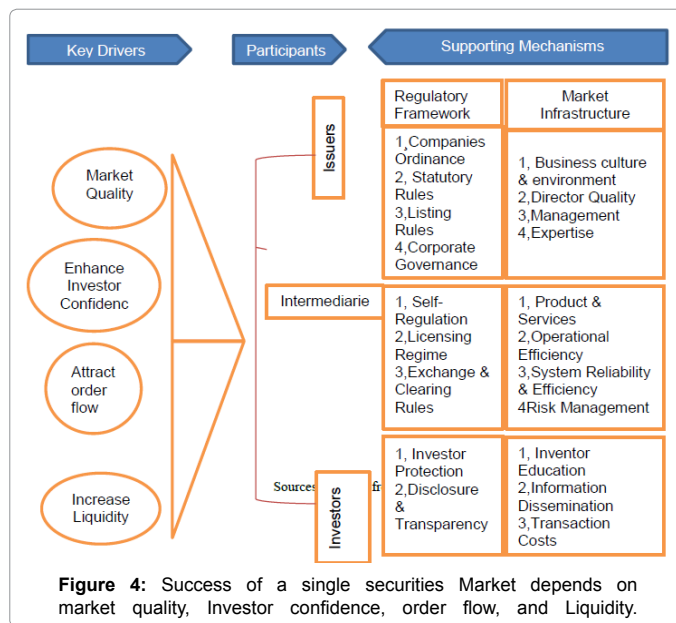 Key Drivers
Participants
Supporting Mechanisms
Market
Quality
Enhance
Investor
Confidenc
Attract
order
flow
Increase
Liquidity
Issuers
Intermediarie
Investors
Regulatory
Framework
Market
Infrastructure
1,Companies
Ordinance
2, Statutory
Rules
3,Listing
Rules
4,Corporate
Governance
1, Business culture
& environment
2,Director Quality
3,Management
4,Expertise
1, Self-
Regulation
2,Licensing
Regime
3,Exchange &
Clearing
Rules
1, Product &
Services
2,Operational
Efficiency
3,System Reliability
& Efficiency
4Risk Management
1, Investor
Protection
2,Disclosure
&
Transparency
1, Inventor
Education
2,Information
Dissemination
3,Transaction
Costs
Sources
Figure 4: Success of a single securities Market depends on
market quality, Investor confidence, order flow, and Liquidity.